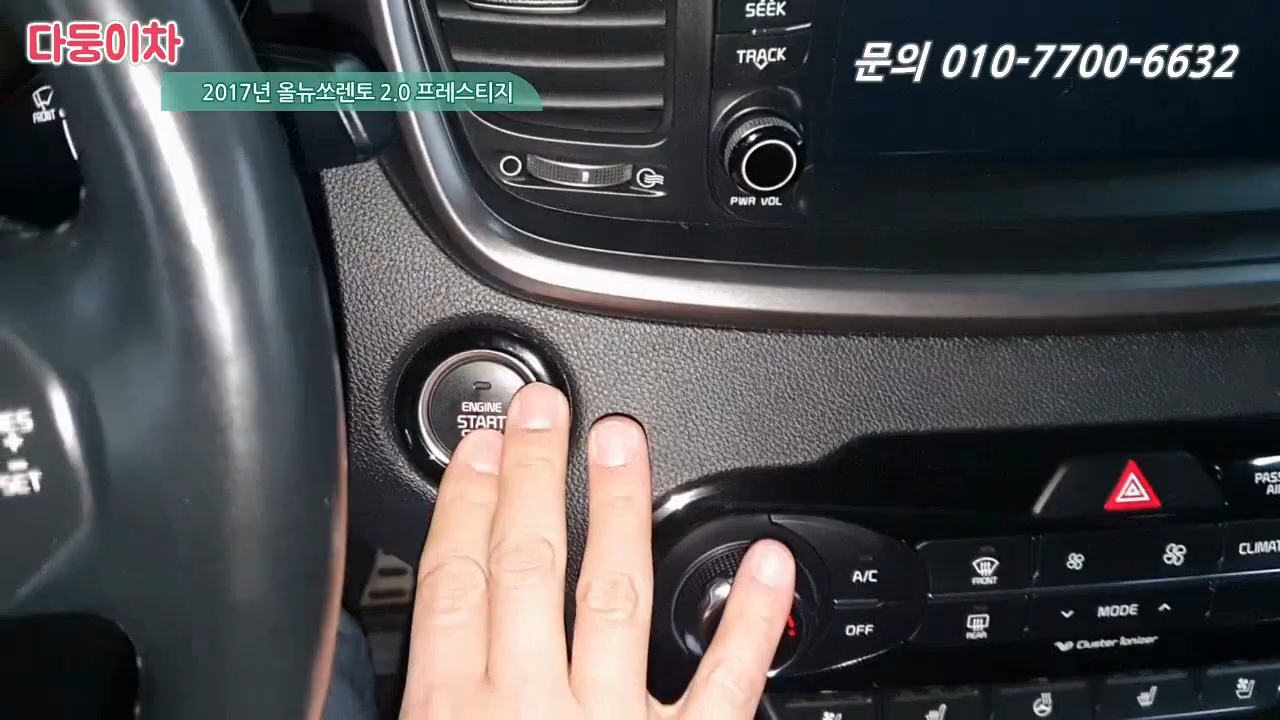 다둥이차
문의 010-7700-6632
2017년 올뉴쏘렌토 2.0 프레스티지
SEEK
TRACK
PWR VOL
FRONT
ENGINE
START
SET
A/C
OFF
FRONT
REAR
MODE
Cluster Ionizer